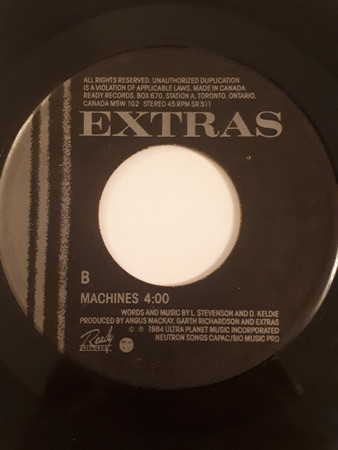 ALL RIGHTS RESERVED. UNAUTHORIZED DUPLICATION
IS A VIOLATION OF APPLICABLE LAWS. MADE IN CANADA.
READY RECORDS, BOX 670, STATION A, TORONTO, ONTARIO,
CANADA M5W 1G2 STEREO 45 RPM SR 511
EXTRAS
B
MACHINES 4:00
WORDS AND MUSIC BY L. STEVENSON AND D. KELDIE
PRODUCED BY ANGUS MACKAY, GARTH RICHARDSON AND EXTRAS
© ℗ 1984 ULTRA PLANET MUSIC INCORPORATED
NEUTRON SONGS CAPAC/BIO MUSIC PRO
Ready
RECORDS